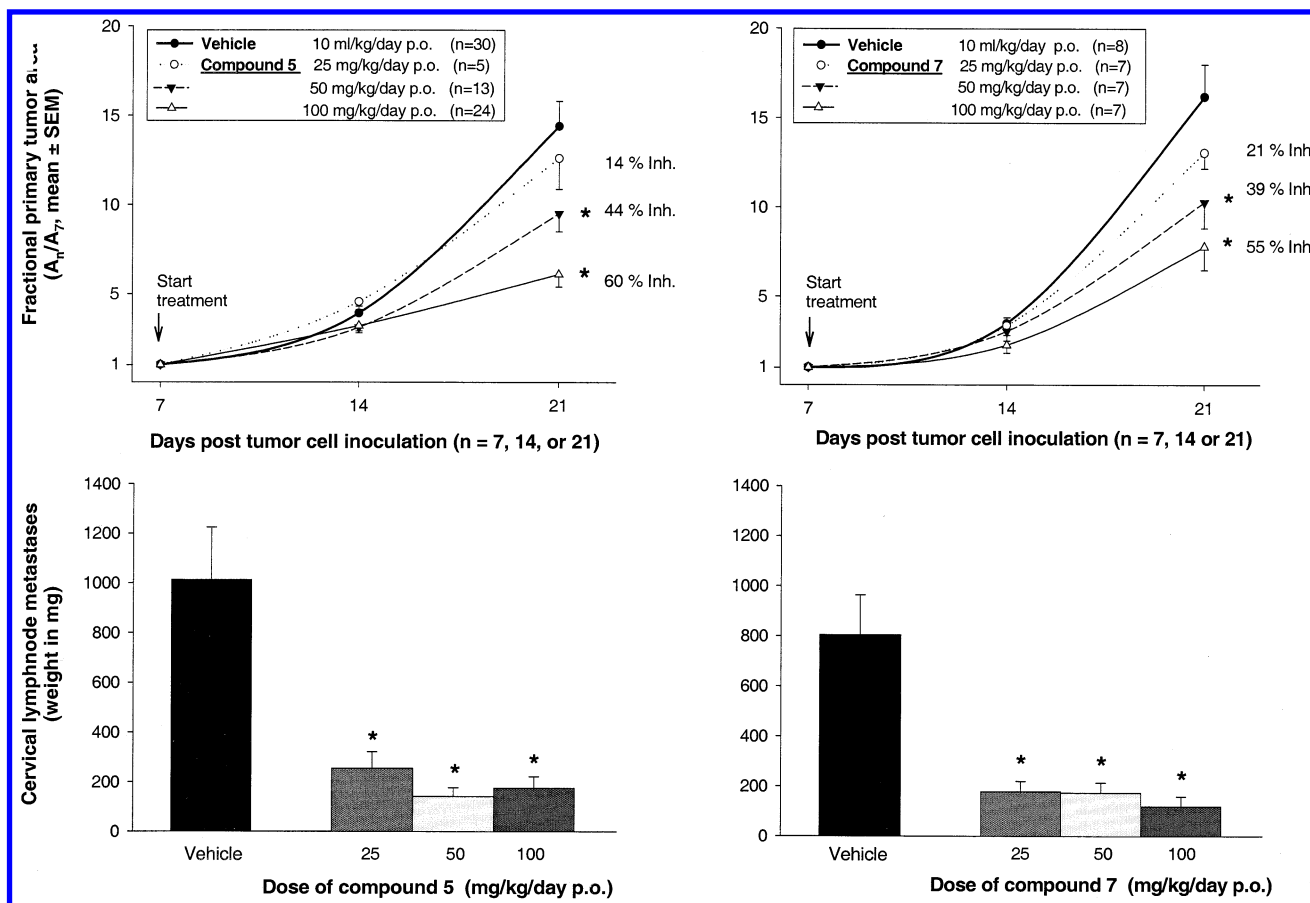 Fractional primary tumor
(An/A7, mean ± SEM)
20
15
10
5
1
Vehicle 10 ml/kg/day p.o. (n=30)
Compound 5 25 mg/kg/day p.o. (n=5)
50 mg/kg/day p.o. (n=13)
100 mg/kg/day p.o. (n=24)
14 % Inh.
* 44 % Inh.
* 60 % Inh.
Start
treatment
7 14 21
Days post tumor cell inoculation (n = 7, 14, or 21)
20
15
10
5
1
Vehicle 10 ml/kg/day p.o. (n=8)
Compound 7 25 mg/kg/day p.o. (n=7)
50 mg/kg/day p.o. (n=7)
100 mg/kg/day p.o. (n=7)
21 % Inh
* 39 % Inh
* 55 % Inh
Start
treatment
7 14 21
Days post tumor cell inoculation (n = 7, 14 or 21)
Cervical lymphnode metastases
(weight in mg)
1400
1200
1000
800
600
400
200
0
* * *
Vehicle 25 50 100
Dose of compound 5 (mg/kg/day p.o.)
1400
1200
1000
800
600
400
200
0
* * *
Vehicle 25 50 100
Dose of compound 7 (mg/kg/day p.o.)